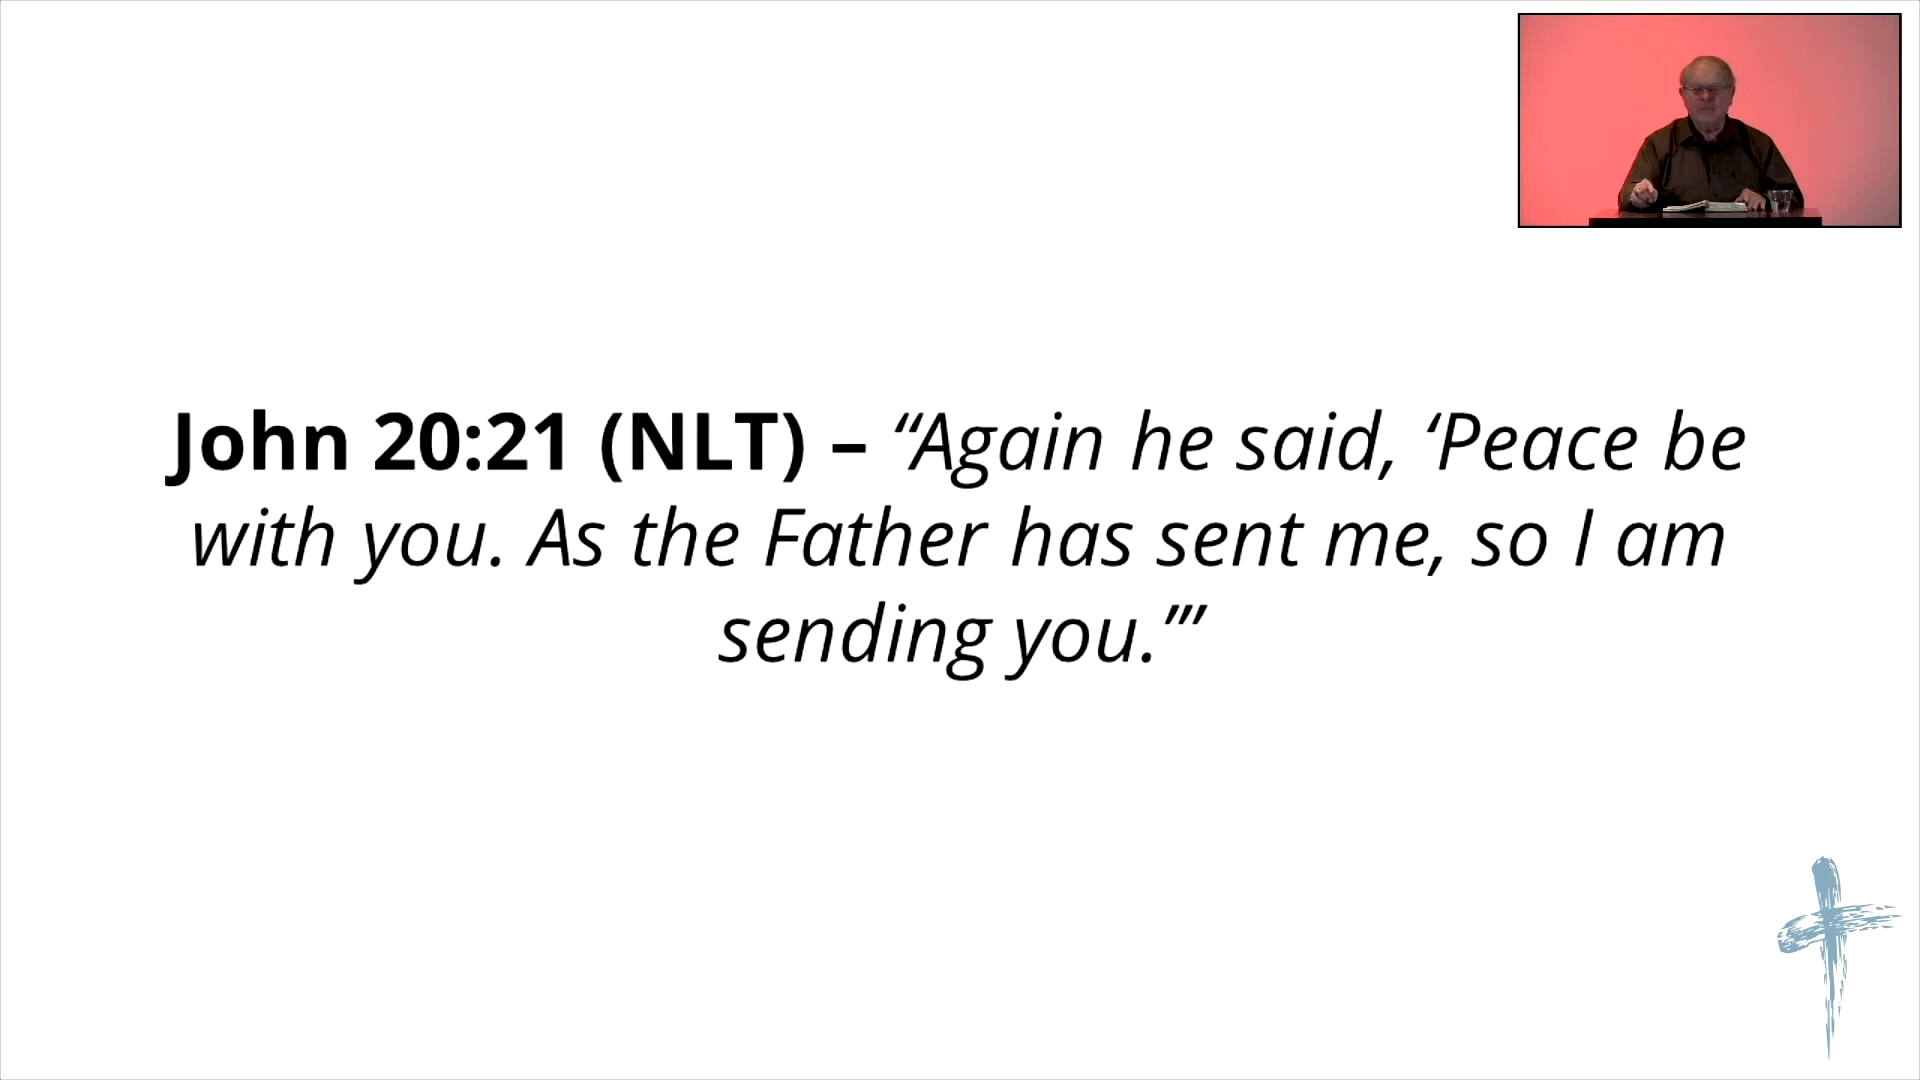 John 20:21 (NLT) – “Again he said, ‘Peace be
with you. As the Father has sent me, so I am
sending you.’”